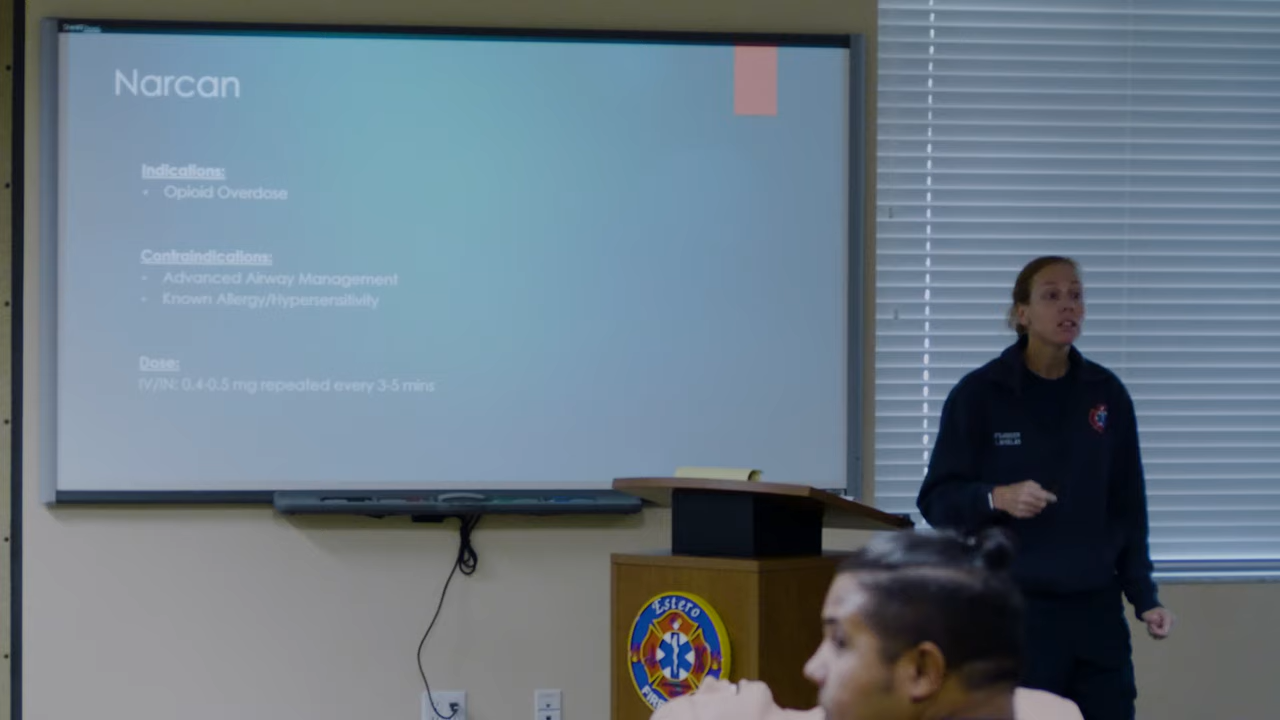 Narcan
Indications:
• Opioid Overdose
Contraindications:
• Advanced Airway Management
• Known Allergy/Hypersensitivity
Dose:
IV/IN: 0.4-0.5 mg repeated every 3-5 mins
Estero
FIRE